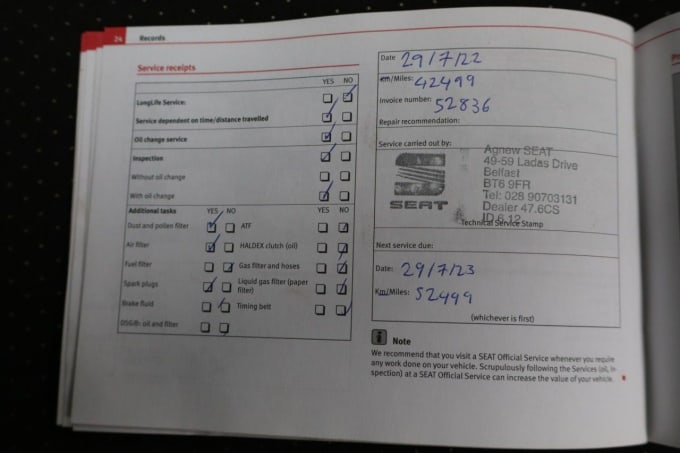 24 Records
Service receipts
YES NO
LongLife Service:
Service dependent on time/distance travelled
Oil change service
Inspection
Without oil change
With oil change
Additional tasks YES NO YES NO
Dust and pollen filter ATF
Air filter HALDEX clutch (oil)
Fuel filter Gas filter and hoses
Spark plugs Liquid gas filter (paper
filter)
Brake fluid Timing belt
DSG®: oil and filter
Date 29/7/22
km/Miles: 42499
Invoice number: 52836
Repair recommendation:
Service carried out by:
SEAT
Agnew SEAT
49-59 Ladas Drive
Belfast
BT6 9FR
Tel: 028 90703131
Dealer 47.6CS
ID 6.12
Technical Service Stamp
Next service due:
Date: 29/7/23
Km/Miles: 52499
(whichever is first)
i Note
We recommend that you visit a SEAT Official Service whenever you require
any work done on your vehicle. Scrupulously following the Services (oil, in-
spection) at a SEAT Official Service can increase the value of your vehicle.